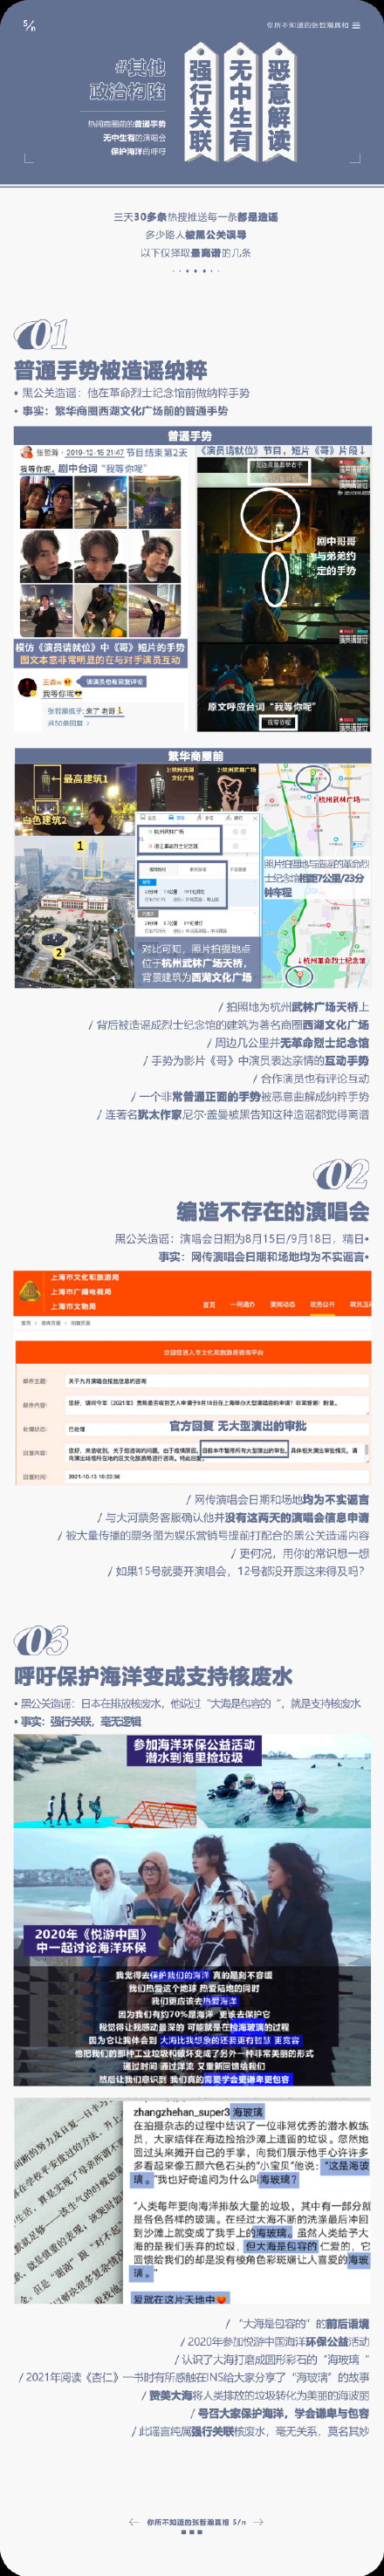 5/n
你所不知道的张哲瀚真相
#其他
政治构陷
强行关联
无中生有
恶意解读
热闹商圈前的普通手势
无中生有的演唱会
保护海洋的呼吁
三天30多条热搜推送每一条都是造谣
多少路人被黑公关误导
以下仅择取最离谱的几条
01
普通手势被造谣纳粹
• 黑公关造谣：他在革命烈士纪念馆前做纳粹手势
• 事实：繁华商圈西湖文化广场前的普通手势
普通手势
张哲瀚 · 2019-12-15 21:47 节目结束第2天
我等你呢。剧中台词“我等你呢”
《演员请就位》节目，短片《哥》片段↓
剧中哥哥
与弟弟约
定的手势
原文呼应台词“我等你呢”
我等你呢
模仿《演员请就位》中《哥》短片的手势
图文本意非常明显的在与对手演员互动
该演员也有回复评论
我等你呢
繁华商圈前
最高建筑1
白色建筑2
1
2
杭州武林广场
照片拍摄地与造谣的革命烈
士纪念馆相距7公里/23分
钟车程
杭州革命烈士纪念馆
对比可知，照片拍摄地点
位于杭州武林广场天桥，
背景建筑为西湖文化广场
/ 拍照地为杭州武林广场天桥上
/ 背后被造谣成烈士纪念馆的建筑为著名商圈西湖文化广场
/ 周边几公里并无革命烈士纪念馆
/ 手势为影片《哥》中演员表达亲情的互动手势
/ 合作演员也有评论互动
/ 一个非常普通正面的手势被恶意曲解成纳粹手势
/ 连著名犹太作家尼尔·盖曼被黑告知这种造谣都觉得离谱
02
编造不存在的演唱会
黑公关造谣：演唱会日期为8月15日/9月18日，精日•
事实：网传演唱会日期和场地均为不实谣言•
上海市文化和旅游局
上海市广播电视局
上海市文物局
首页 一网通办 要闻动态 政务公开
欢迎您进入市文化和旅游局咨询平台
邮件主题：
关于九月演唱会报批信息的咨询
邮件内容：
处理状态：
已处理
官方回复 无大型演出的审批
回复内容：
回复时间：
2021-10-13 16:22:34
/ 网传演唱会日期和场地均为不实谣言
/ 与大河票务客服确认他并没有这两天的演唱会信息申请
/ 被大量传播的票务图为娱乐营销号提前打配合的黑公关造谣内容
/ 更何况，用你的常识想一想
/ 如果15号就要开演唱会，12号都没开票这来得及吗？
03
呼吁保护海洋变成支持核废水
• 黑公关造谣：日本在排放核废水，他说过“大海是包容的“，就是支持核废水
• 事实：强行关联，毫无逻辑
参加海洋环保公益活动
潜水到海里捡垃圾
2020年《悦游中国》
中一起讨论海洋环保
我觉得去保护我们的海洋 真的是刻不容缓
我们热爱这个地球 热爱陆地的同时
我们更应该去热爱海洋
因为我们有约70%是海洋 更该去保护它
我觉得让我感动最深的 可能就是在捡海玻璃的过程
因为它让我体会到 大海比我想象的还要更有智慧 更宽容
他把我们的那种工业垃圾和破坏变成了另外一种非常美丽的形式
通过时间 通过洋流 又重新回馈给我们
然后让我们意识到 我们真的需要学会更谦卑更包容
zhangzhehan_super3 海玻璃
在拍摄杂志的过程中结识了一位非常优秀的潜水教练
员，大家结伴在海边捡拾沙滩上遗留的垃圾。忽然她
回过头来摊开自己的手掌，向我们展示他手心许许多
多看起来像五颜六色石头的“小宝贝”他说：“这是海玻
璃。”我也好奇追问为什么叫海玻璃？
“人类每年要向海洋排放大量的垃圾，其中有一部分就
是各色各样的玻璃。在经过大海不断的洗涤最后冲回
到沙滩上就变成了我手上的海玻璃。虽然人类给予大
海的是我们丢弃的垃圾，但大海是包容的 仁爱的，它
回馈给我们的却是没有棱角色彩斑斓让人喜爱的海玻
璃。”
爱就在这片天地中
/ “大海是包容的”的前后语境
/ 2020年参加悦游中国海洋环保公益活动
/ 认识了大海打磨成圆形彩石的“海玻璃“
/ 2021年阅读《杏仁》一书时有所感触在INS给大家分享了“海玻璃”的故事
/ 赞美大海将人类排放的垃圾转化为美丽的海波丽
/ 号召大家保护海洋，学会谦卑与包容
/ 此谣言纯属强行关联核废水，毫无关系，莫名其妙
你所不知道的张哲瀚真相 5/n